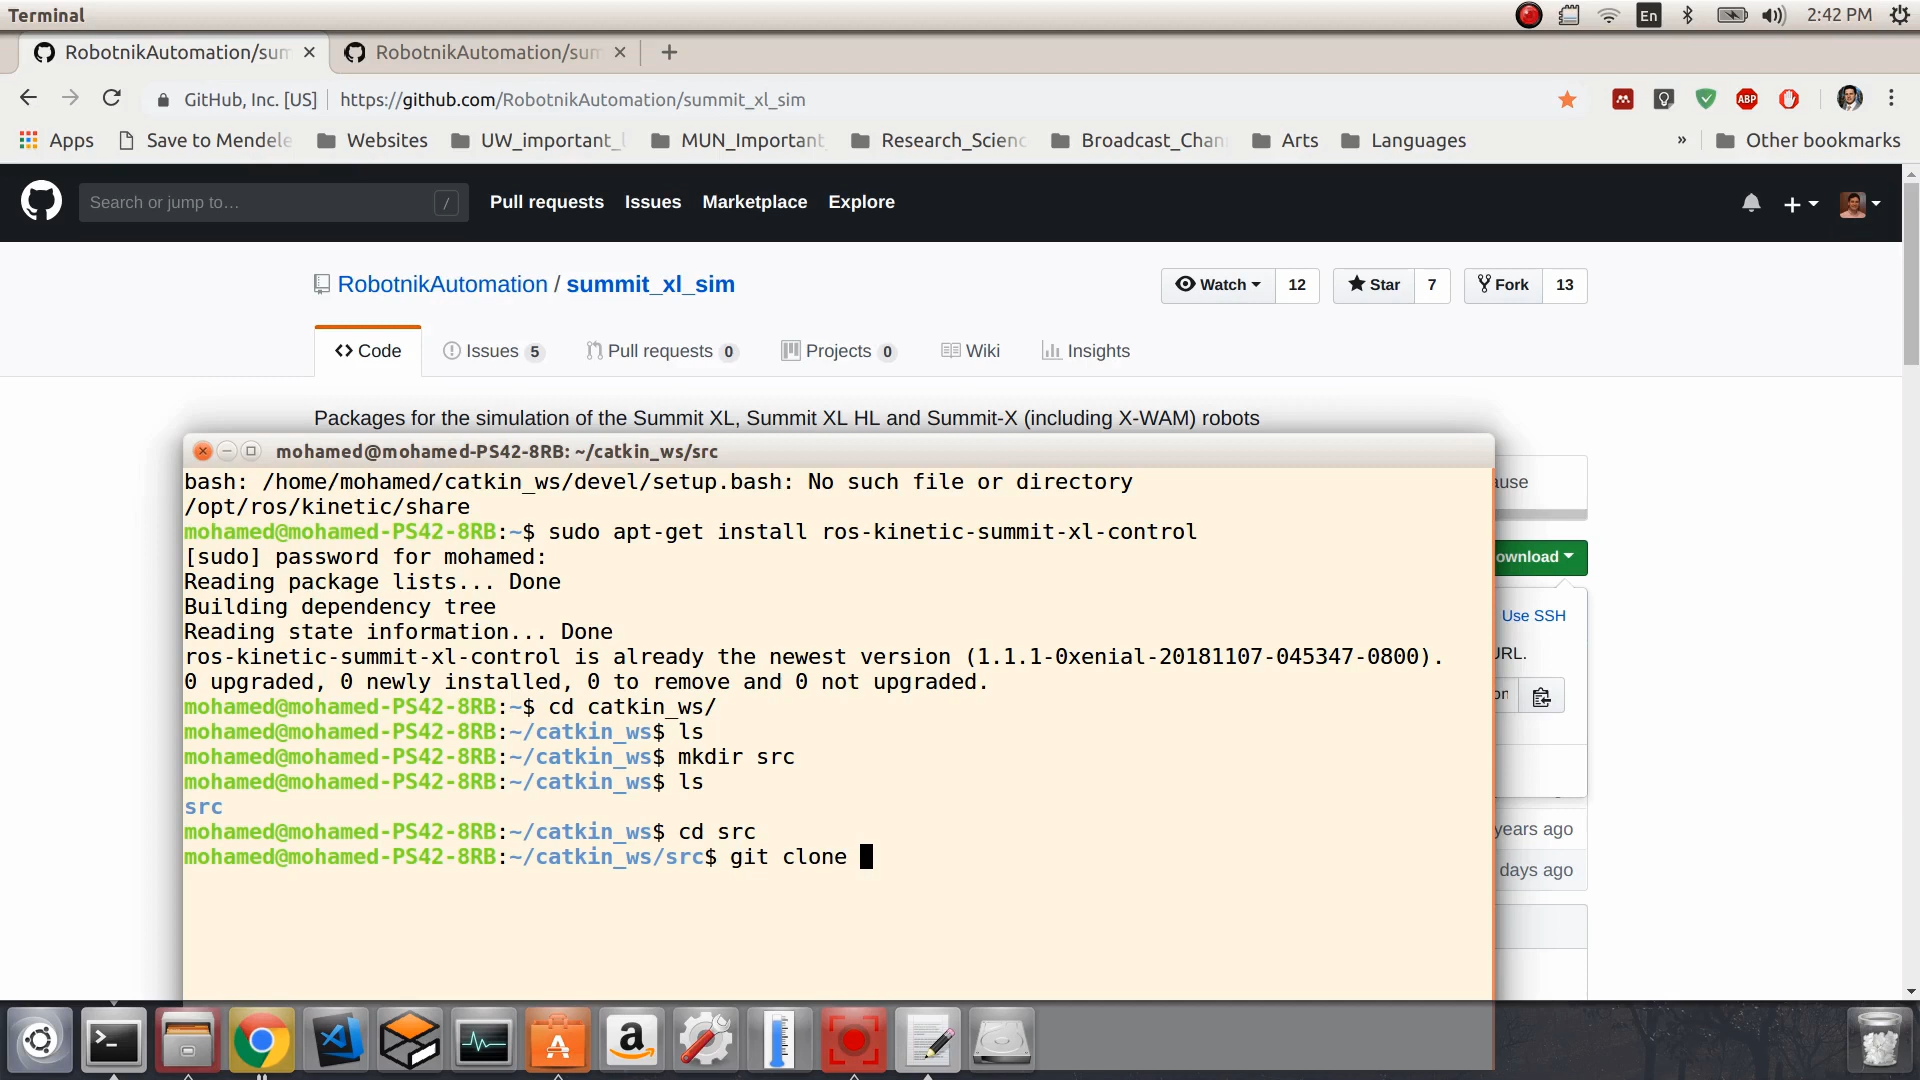 Terminal
En
2:42 PM
RobotnikAutomation/sum
RobotnikAutomation/sum
GitHub, Inc. [US]
https://github.com/RobotnikAutomation/summit_xl_sim
ABP
Apps
Save to Mendele
Websites
UW_important_
MUN_Important
Research_Scienc
Broadcast_Chan
Arts
Languages
»
Other bookmarks
Search or jump to…
/
Pull requests
Issues
Marketplace
Explore
RobotnikAutomation / summit_xl_sim
Watch 12
Star 7
Fork 13
Code
Issues 5
Pull requests 0
Projects 0
Wiki
Insights
Packages for the simulation of the Summit XL, Summit XL HL and Summit-X (including X-WAM) robots
mohamed@mohamed-PS42-8RB: ~/catkin_ws/src
bash: /home/mohamed/catkin_ws/devel/setup.bash: No such file or directory
/opt/ros/kinetic/share
mohamed@mohamed-PS42-8RB:~$ sudo apt-get install ros-kinetic-summit-xl-control
[sudo] password for mohamed:
Reading package lists... Done
Building dependency tree
Reading state information... Done
ros-kinetic-summit-xl-control is already the newest version (1.1.1-0xenial-20181107-045347-0800).
0 upgraded, 0 newly installed, 0 to remove and 0 not upgraded.
mohamed@mohamed-PS42-8RB:~$ cd catkin_ws/
mohamed@mohamed-PS42-8RB:~/catkin_ws$ ls
mohamed@mohamed-PS42-8RB:~/catkin_ws$ mkdir src
mohamed@mohamed-PS42-8RB:~/catkin_ws$ ls
src
mohamed@mohamed-PS42-8RB:~/catkin_ws$ cd src
mohamed@mohamed-PS42-8RB:~/catkin_ws/src$ git clone
ause
ownload
Use SSH
URL.
on
years ago
days ago